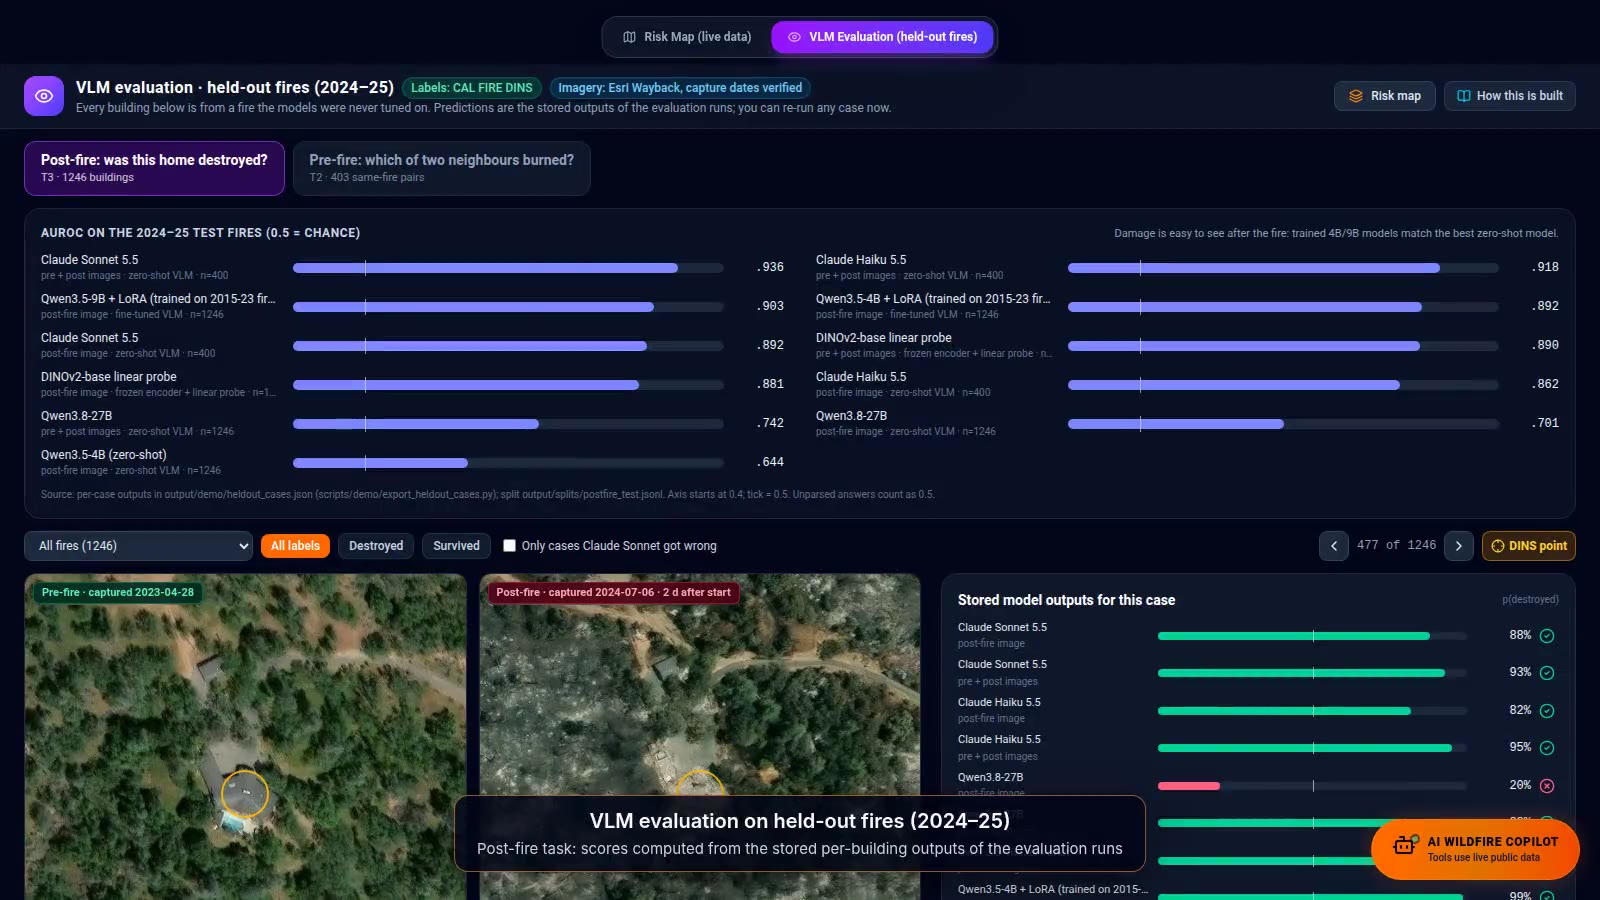 Risk Map (live data)
VLM Evaluation (held-out fires)
VLM evaluation · held-out fires (2024–25)
Labels: CAL FIRE DINS
Imagery: Esri Wayback, capture dates verified
Every building below is from a fire the models were never tuned on. Predictions are the stored outputs of the evaluation runs; you can re-run any case now.
Risk map
How this is built
Post-fire: was this home destroyed?
T3 · 1246 buildings
Pre-fire: which of two neighbours burned?
T2 · 403 same-fire pairs
AUROC ON THE 2024–25 TEST FIRES (0.5 = CHANCE)
Damage is easy to see after the fire: trained 4B/9B models match the best zero-shot model.
Claude Sonnet 5.5
pre + post images · zero-shot VLM · n=400
.936
Claude Haiku 5.5
pre + post images · zero-shot VLM · n=400
.918
Qwen3.5-9B + LoRA (trained on 2015-23 fir...
post-fire image · fine-tuned VLM · n=1246
.903
Qwen3.5-4B + LoRA (trained on 2015-23 fir...
post-fire image · fine-tuned VLM · n=1246
.892
Claude Sonnet 5.5
post-fire image · zero-shot VLM · n=400
.892
DINOv2-base linear probe
pre + post images · frozen encoder + linear probe · n...
.890
DINOv2-base linear probe
post-fire image · frozen encoder + linear probe · n=1...
.881
Claude Haiku 5.5
post-fire image · zero-shot VLM · n=400
.862
Qwen3.8-27B
pre + post images · zero-shot VLM · n=1246
.742
Qwen3.8-27B
post-fire image · zero-shot VLM · n=1246
.701
Qwen3.5-4B (zero-shot)
post-fire image · zero-shot VLM · n=1246
.644
Source: per-case outputs in output/demo/heldout_cases.json (scripts/demo/export_heldout_cases.py); split output/splits/postfire_test.jsonl. Axis starts at 0.4; tick = 0.5. Unparsed answers count as 0.5.
All fires (1246)
All labels
Destroyed
Survived
Only cases Claude Sonnet got wrong
477 of 1246
DINS point
Pre-fire · captured 2023-04-28
Post-fire · captured 2024-07-06 · 2 d after start
Stored model outputs for this case
p(destroyed)
Claude Sonnet 5.5
post-fire image
88%
Claude Sonnet 5.5
pre + post images
93%
Claude Haiku 5.5
post-fire image
82%
Claude Haiku 5.5
pre + post images
95%
Qwen3.8-27B
post-fire image
20%
VLM evaluation on held-out fires (2024–25)
Post-fire task: scores computed from the stored per-building outputs of the evaluation runs
AI WILDFIRE COPILOT
Tools use live public data
Qwen3.5-4B + LoRA (trained on 2015-...
99%